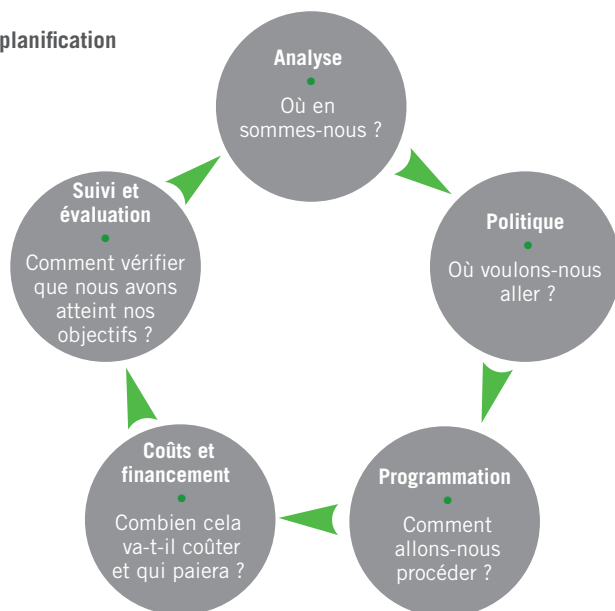 planification
Analyse
Où en
sommes-nous ?
Politique
Où voulons-nous
aller ?
Programmation
Comment
allons-nous
procéder ?
Coûts et
financement
Combien cela
va-t-il coûter
et qui paiera ?
Suivi et
évaluation
Comment vérifier
que nous avons
atteint nos
objectifs ?